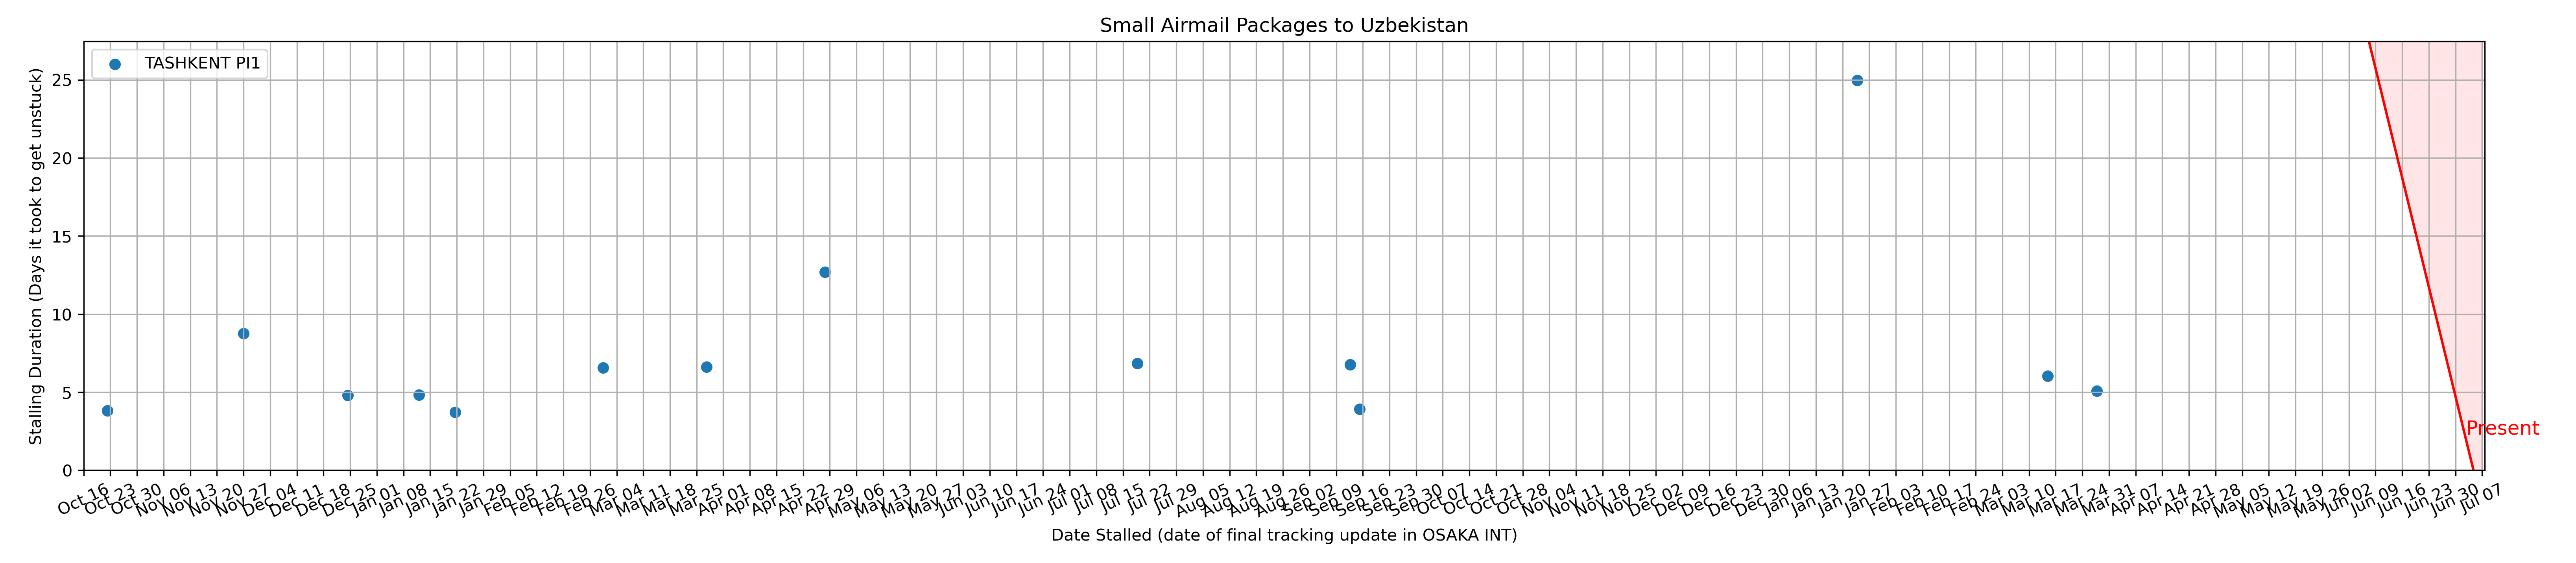 Small Airmail Packages to Uzbekistan
TASHKENT PI1
Stalling Duration (Days it took to get unstuck)
25
20
15
10
5
0
Present
Oct 16 Oct 23 Oct 30 Nov 06 Nov 13 Nov 20 Nov 27 Dec 04 Dec 11 Dec 18 Dec 25 Jan 01 Jan 08 Jan 15 Jan 22 Jan 29 Feb 05 Feb 12 Feb 19 Feb 26 Mar 04 Mar 11 Mar 18 Mar 25 Apr 01 Apr 08 Apr 15 Apr 22 Apr 29 May 06 May 13 May 20 May 27 Jun 03 Jun 10 Jun 17 Jun 24 Jul 01 Jul 08 Jul 15 Jul 22 Jul 29 Aug 05 Aug 12 Aug 19 Aug 26 Sep 02 Sep 09 Sep 16 Sep 23 Sep 30 Oct 07 Oct 14 Oct 21 Oct 28 Nov 04 Nov 11 Nov 18 Nov 25 Dec 02 Dec 09 Dec 16 Dec 23 Dec 30 Jan 06 Jan 13 Jan 20 Jan 27 Feb 03 Feb 10 Feb 17 Feb 24 Mar 03 Mar 10 Mar 17 Mar 24 Mar 31 Apr 07 Apr 14 Apr 21 Apr 28 May 05 May 12 May 19 May 26 Jun 02 Jun 09 Jun 16 Jun 23 Jun 30 Jul 07
Date Stalled (date of final tracking update in OSAKA INT)